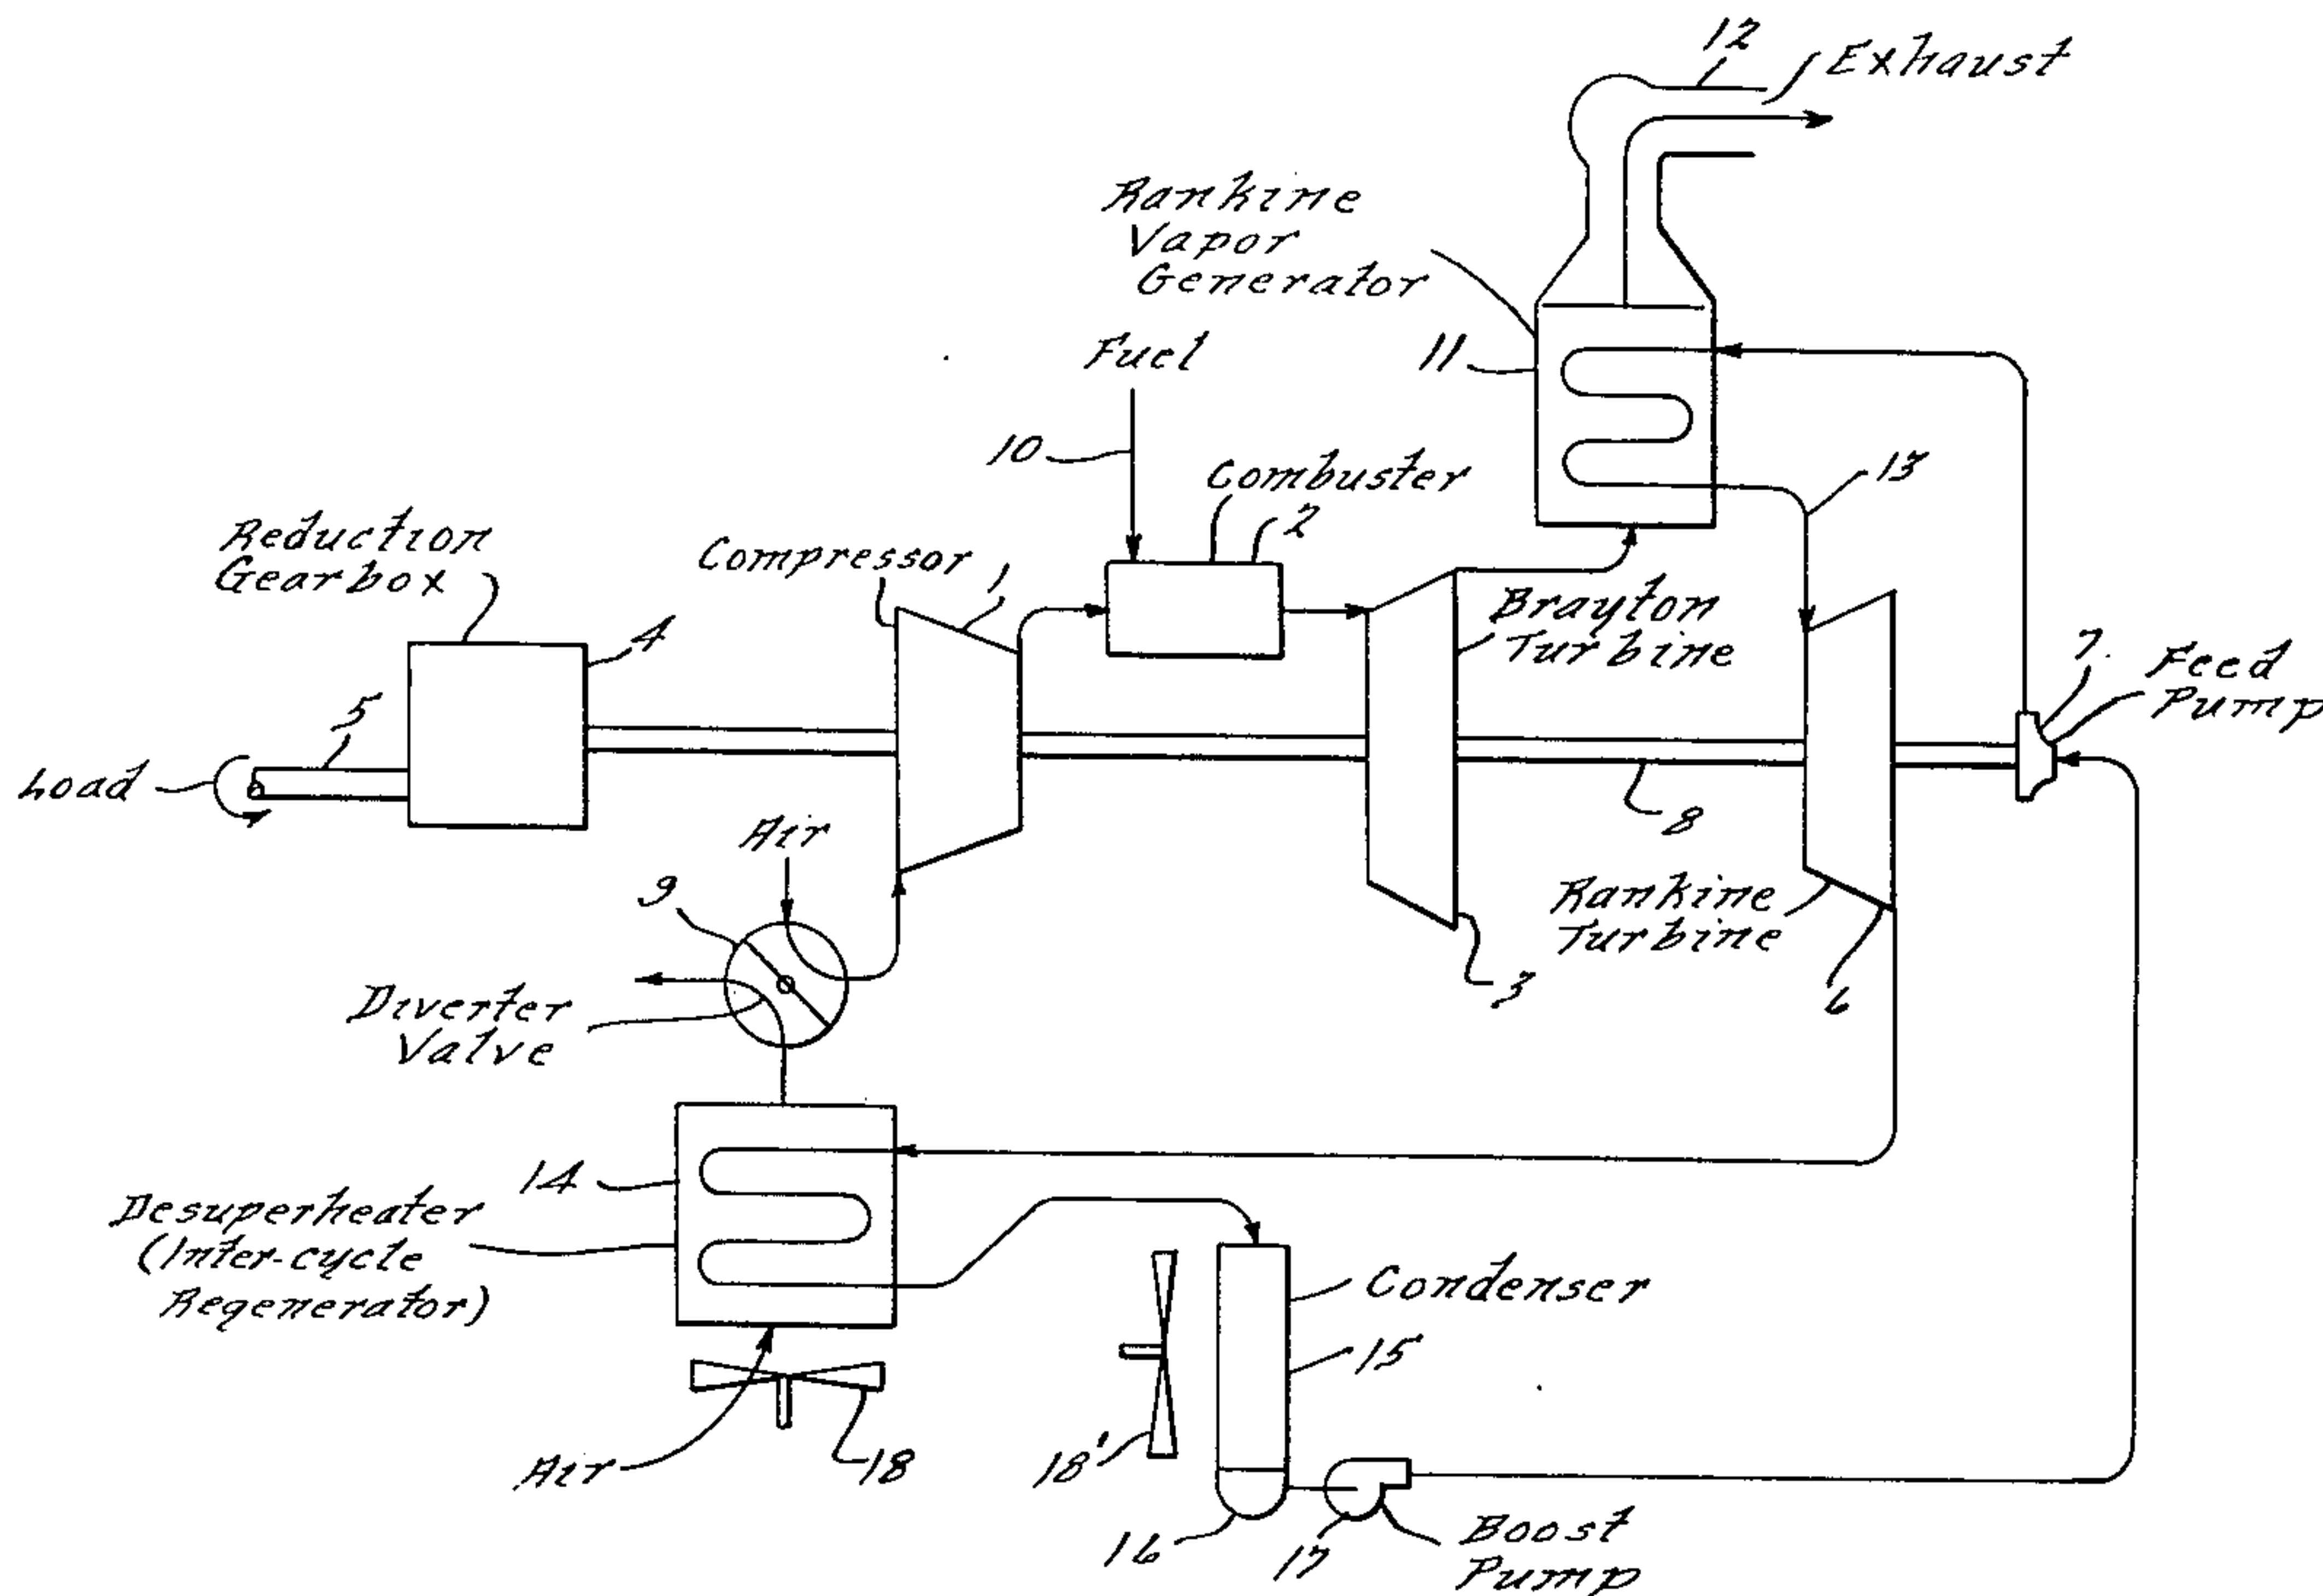 12
Exhaust
Rankine
Vapor
Generator
11
Fuel
10
Combuster
2
13
Reduction
Gearbox
4
Compressor
1
Brayton
Turbine
7
Feed
Pump
5
Load
8
Air
9
Rankine
Turbine
6
3
Diverter
Valve
14
Desuperheater
(Inter-cycle
Regenerator)
Condenser
15
18
18'
Air
16
17
Boost
Pump